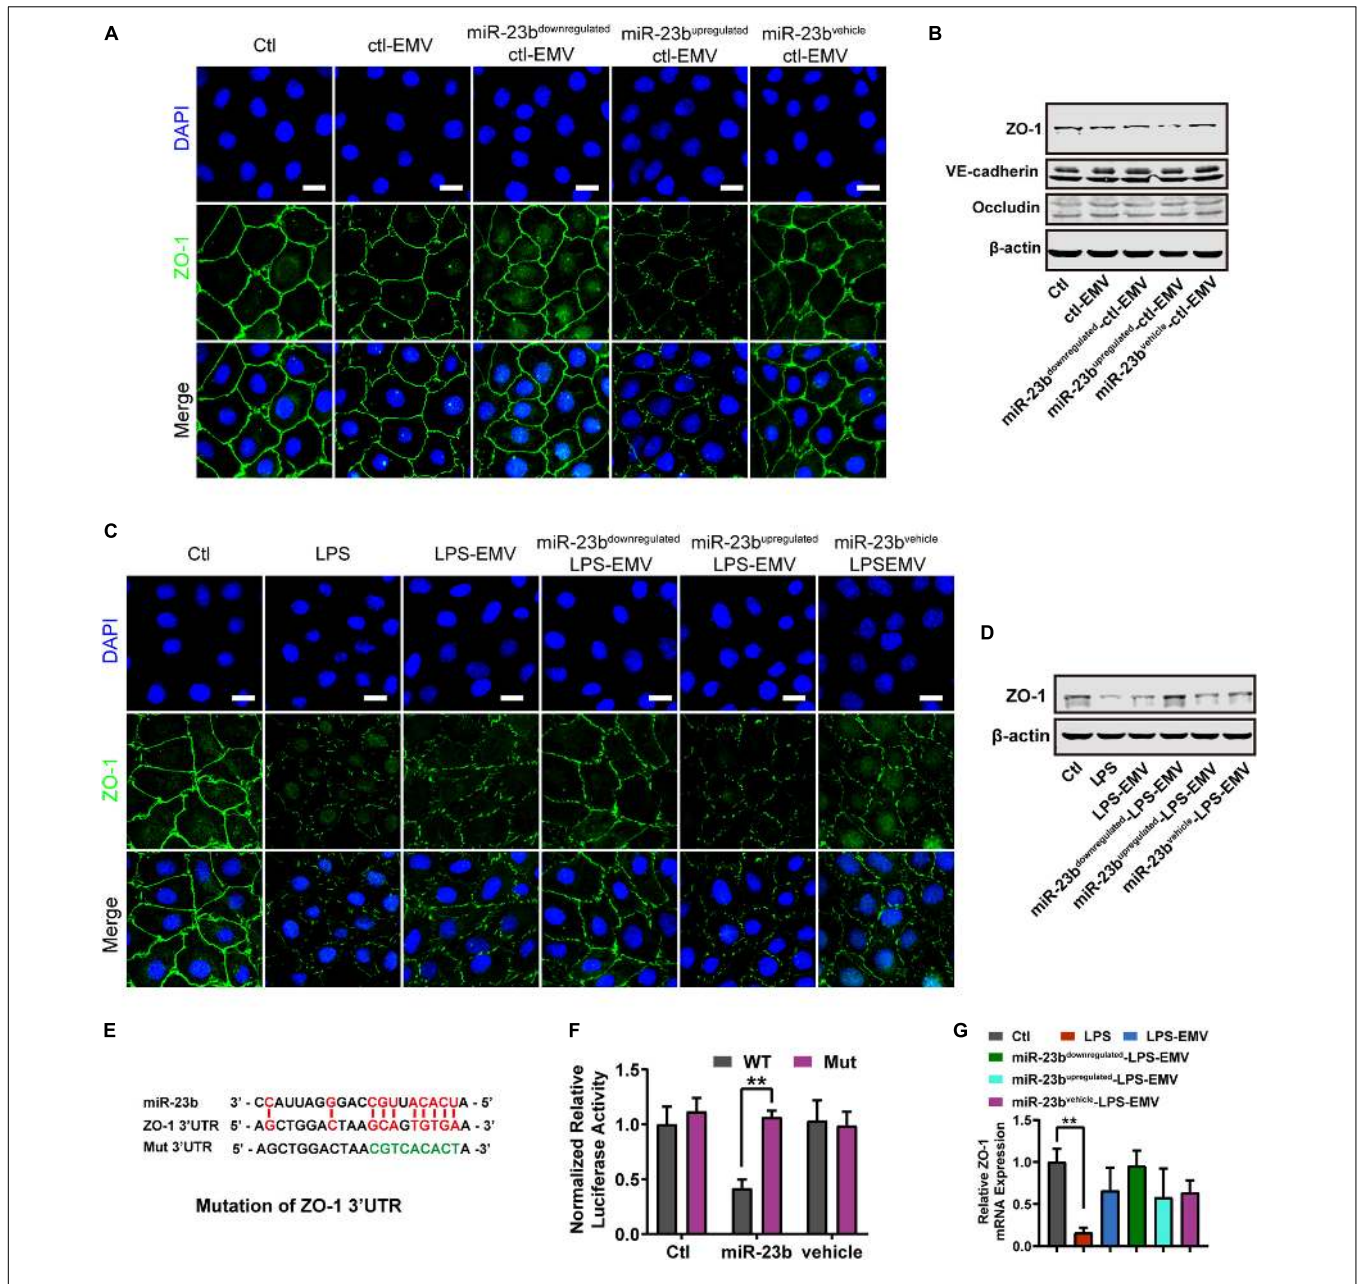 A
Ctl
ctl-EMV
miR-23bdownregulated
ctl-EMV
miR-23bupregulated
ctl-EMV
miR-23bvehicle
ctl-EMV
DAPI
ZO-1
Merge
B
ZO-1
VE-cadherin
Occludin
β-actin
Ctl
ctl-EMV
miR-23bdownregulated-ctl-EMV
miR-23bupregulated-ctl-EMV
miR-23bvehicle-ctl-EMV
C
Ctl
LPS
LPS-EMV
miR-23bdownregulated
LPS-EMV
miR-23bupregulated
LPS-EMV
miR-23bvehicle
LPSEMV
DAPI
ZO-1
Merge
D
ZO-1
β-actin
Ctl
LPS
LPS-EMV
miR-23bdownregulated-LPS-EMV
miR-23bupregulated-LPS-EMV
miR-23bvehicle-LPS-EMV
E
miR-23b 3' - CCAUUAGGGACCGUUACACUA - 5'
ZO-1 3'UTR 5' - AGCTGGACTAAGCAGTGTGAA - 3'
Mut 3'UTR 5' - AGCTGGACTAACGTCACACTA -3'
Mutation of ZO-1 3'UTR
F
WT Mut
Normalized Relative
Luciferase Activity
1.5
1.0
0.5
0.0
**
Ctl miR-23b vehicle
G
Ctl LPS LPS-EMV
miR-23bdownregulated-LPS-EMV
miR-23bupregulated-LPS-EMV
miR-23bvehicle-LPS-EMV
Relative ZO-1
mRNA Expression
1.5
1.0
0.5
0.0
**